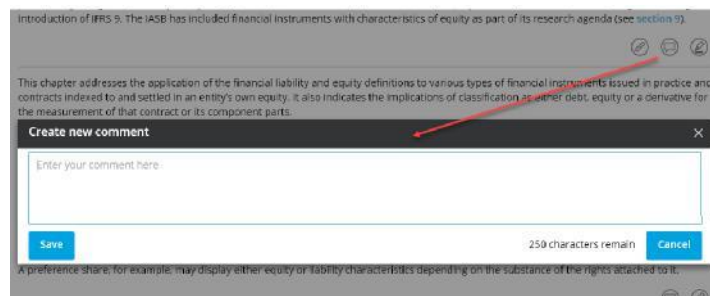 Introduction of IFRS 9. The IASB has included financial instruments with characteristics of equity as part of its research agenda (see section 9).
This chapter addresses the application of the financial liability and equity definitions to various types of financial instruments issued in practice and
contracts indexed to and settled in an entity's own equity. It also indicates the implications of classification as either debt, equity or a derivative for
the measurement of that contract or its component parts.
Create new comment
Enter your comment here
Save
250 characters remain
Cancel
A preference share, for example, may display either equity or liability characteristics depending on the substance of the rights attached to it.